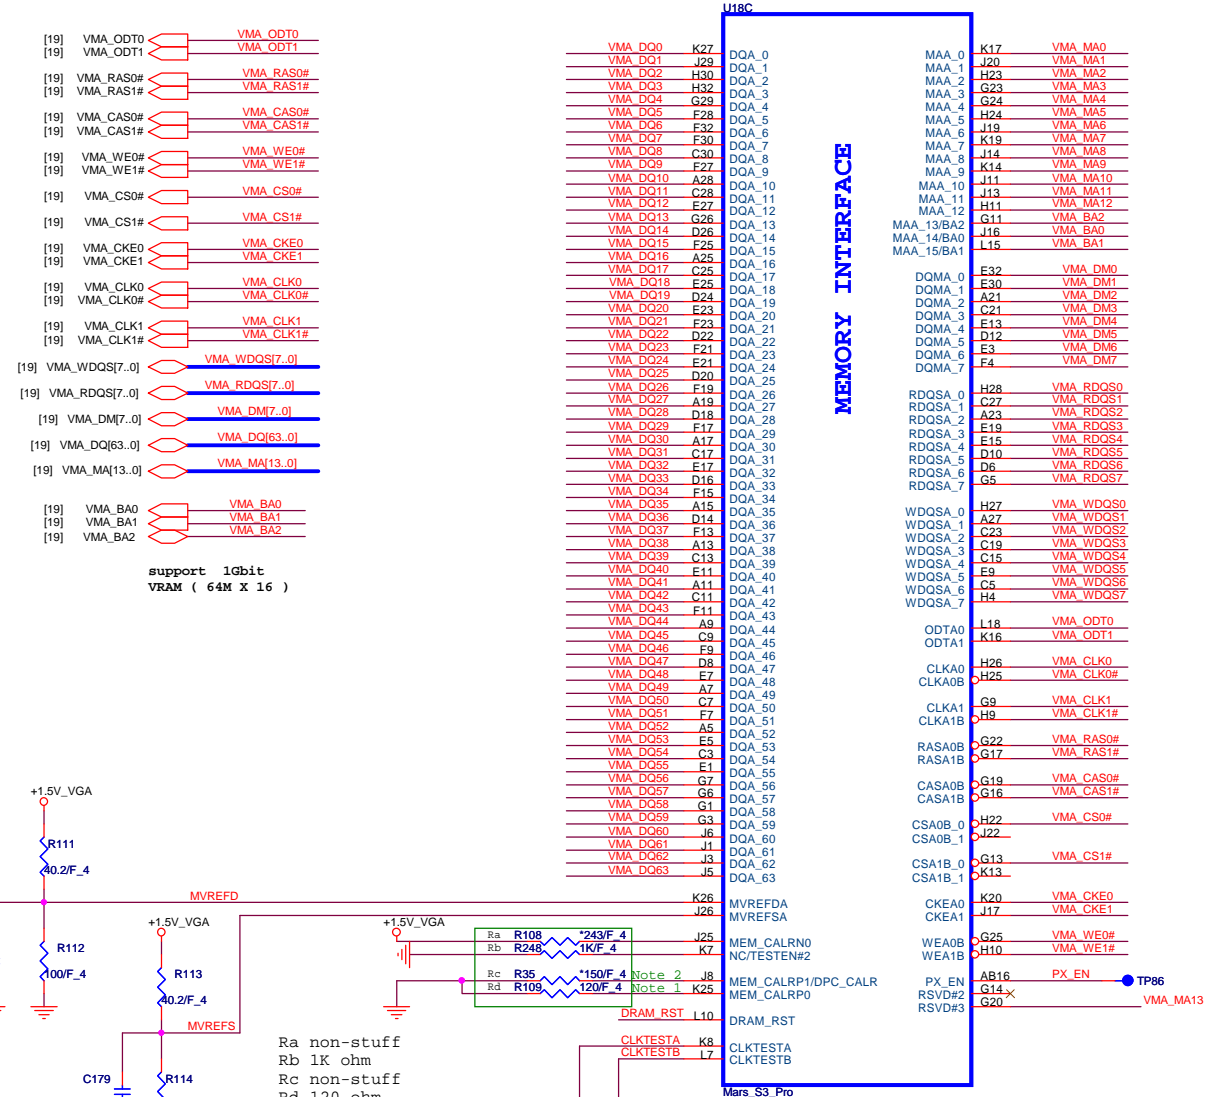 U18C
[19] VMA_ODT0 VMA_ODT0
[19] VMA_ODT1 VMA_ODT1
[19] VMA_RAS0# VMA_RAS0#
[19] VMA_RAS1# VMA_RAS1#
[19] VMA_CAS0# VMA_CAS0#
[19] VMA_CAS1# VMA_CAS1#
[19] VMA_WE0# VMA_WE0#
[19] VMA_WE1# VMA_WE1#
[19] VMA_CS0# VMA_CS0#
[19] VMA_CS1# VMA_CS1#
[19] VMA_CKE0 VMA_CKE0
[19] VMA_CKE1 VMA_CKE1
[19] VMA_CLK0 VMA_CLK0
[19] VMA_CLK0# VMA_CLK0#
[19] VMA_CLK1 VMA_CLK1
[19] VMA_CLK1# VMA_CLK1#
[19] VMA_WDQS[7..0] VMA_WDQS[7..0]
[19] VMA_RDQS[7..0] VMA_RDQS[7..0]
[19] VMA_DM[7..0] VMA_DM[7..0]
[19] VMA_DQ[63..0] VMA_DQ[63..0]
[19] VMA_MA[13..0] VMA_MA[13..0]
[19] VMA_BA0 VMA_BA0
[19] VMA_BA1 VMA_BA1
[19] VMA_BA2 VMA_BA2
support 1Gbit
VRAM ( 64M X 16 )
VMA_DQ0 K27 DQA_0
VMA_DQ1 J29 DQA_1
VMA_DQ2 H30 DQA_2
VMA_DQ3 H32 DQA_3
VMA_DQ4 G29 DQA_4
VMA_DQ5 F28 DQA_5
VMA_DQ6 F32 DQA_6
VMA_DQ7 F30 DQA_7
VMA_DQ8 C30 DQA_8
VMA_DQ9 F27 DQA_9
VMA_DQ10 A28 DQA_10
VMA_DQ11 C28 DQA_11
VMA_DQ12 E27 DQA_12
VMA_DQ13 G26 DQA_13
VMA_DQ14 D26 DQA_14
VMA_DQ15 F25 DQA_15
VMA_DQ16 A25 DQA_16
VMA_DQ17 C25 DQA_17
VMA_DQ18 E25 DQA_18
VMA_DQ19 D24 DQA_19
VMA_DQ20 E23 DQA_20
VMA_DQ21 F23 DQA_21
VMA_DQ22 D22 DQA_22
VMA_DQ23 F21 DQA_23
VMA_DQ24 E21 DQA_24
VMA_DQ25 D20 DQA_25
VMA_DQ26 F19 DQA_26
VMA_DQ27 A19 DQA_27
VMA_DQ28 D18 DQA_28
VMA_DQ29 F17 DQA_29
VMA_DQ30 A17 DQA_30
VMA_DQ31 C17 DQA_31
VMA_DQ32 E17 DQA_32
VMA_DQ33 D16 DQA_33
VMA_DQ34 F15 DQA_34
VMA_DQ35 A15 DQA_35
VMA_DQ36 D14 DQA_36
VMA_DQ37 F13 DQA_37
VMA_DQ38 A13 DQA_38
VMA_DQ39 C13 DQA_39
VMA_DQ40 E11 DQA_40
VMA_DQ41 A11 DQA_41
VMA_DQ42 C11 DQA_42
VMA_DQ43 F11 DQA_43
VMA_DQ44 A9 DQA_44
VMA_DQ45 C9 DQA_45
VMA_DQ46 F9 DQA_46
VMA_DQ47 D8 DQA_47
VMA_DQ48 E7 DQA_48
VMA_DQ49 A7 DQA_49
VMA_DQ50 C7 DQA_50
VMA_DQ51 F7 DQA_51
VMA_DQ52 A5 DQA_52
VMA_DQ53 E5 DQA_53
VMA_DQ54 C3 DQA_54
VMA_DQ55 E1 DQA_55
VMA_DQ56 G7 DQA_56
VMA_DQ57 G6 DQA_57
VMA_DQ58 G1 DQA_58
VMA_DQ59 G3 DQA_59
VMA_DQ60 J6 DQA_60
VMA_DQ61 J1 DQA_61
VMA_DQ62 J3 DQA_62
VMA_DQ63 J5 DQA_63
MEMORY INTERFACE
MAA_0 K17 VMA_MA0
MAA_1 J20 VMA_MA1
MAA_2 H23 VMA_MA2
MAA_3 G23 VMA_MA3
MAA_4 G24 VMA_MA4
MAA_5 H24 VMA_MA5
MAA_6 J19 VMA_MA6
MAA_7 K19 VMA_MA7
MAA_8 J14 VMA_MA8
MAA_9 K14 VMA_MA9
MAA_10 J11 VMA_MA10
MAA_11 J13 VMA_MA11
MAA_12 H11 VMA_MA12
MAA_13/BA2 G11 VMA_BA2
MAA_14/BA0 J16 VMA_BA0
MAA_15/BA1 L15 VMA_BA1
DQMA_0 E32 VMA_DM0
DQMA_1 E30 VMA_DM1
DQMA_2 A21 VMA_DM2
DQMA_3 C21 VMA_DM3
DQMA_4 E13 VMA_DM4
DQMA_5 D12 VMA_DM5
DQMA_6 E3 VMA_DM6
DQMA_7 F4 VMA_DM7
RDQSA_0 H28 VMA_RDQS0
RDQSA_1 C27 VMA_RDQS1
RDQSA_2 A23 VMA_RDQS2
RDQSA_3 E19 VMA_RDQS3
RDQSA_4 E15 VMA_RDQS4
RDQSA_5 D10 VMA_RDQS5
RDQSA_6 D6 VMA_RDQS6
RDQSA_7 G5 VMA_RDQS7
WDQSA_0 H27 VMA_WDQS0
WDQSA_1 A27 VMA_WDQS1
WDQSA_2 C23 VMA_WDQS2
WDQSA_3 C19 VMA_WDQS3
WDQSA_4 C15 VMA_WDQS4
WDQSA_5 E9 VMA_WDQS5
WDQSA_6 C5 VMA_WDQS6
WDQSA_7 H4 VMA_WDQS7
ODTA0 L18 VMA_ODT0
ODTA1 K16 VMA_ODT1
CLKA0 H26 VMA_CLK0
CLKA0B H25 VMA_CLK0#
CLKA1 G9 VMA_CLK1
CLKA1B H9 VMA_CLK1#
RASA0B G22 VMA_RAS0#
RASA1B G17 VMA_RAS1#
CASA0B G19 VMA_CAS0#
CASA1B G16 VMA_CAS1#
CSA0B_0 H22 VMA_CS0#
CSA0B_1 J22
CSA1B_0 G13 VMA_CS1#
CSA1B_1 K13
CKEA0 K20 VMA_CKE0
CKEA1 J17 VMA_CKE1
WEA0B G25 VMA_WE0#
WEA1B H10 VMA_WE1#
PX_EN AB16 PX_EN TP86
RSVD#2 G14
RSVD#3 G20 VMA_MA13
+1.5V_VGA
R111
40.2/F_4
MVREFD K26 MVREFDA
J26 MVREFSA
R112
100/F_4
+1.5V_VGA
R113
40.2/F_4
MVREFS
C179
R114
+1.5V_VGA
Ra R108 *243/F_4 J25 MEM_CALRN0
Rb R248 1K/F_4 K7 NC/TESTEN#2
Rc R35 *150/F_4 Note 2 J8 MEM_CALRP1/DPC_CALR
Rd R109 120/F_4 Note 1 K25 MEM_CALRP0
DRAM_RST L10 DRAM_RST
CLKTESTA K8 CLKTESTA
CLKTESTB L7 CLKTESTB
Ra non-stuff
Rb 1K ohm
Rc non-stuff
Rd 120 ohm
Mars_S3_Pro